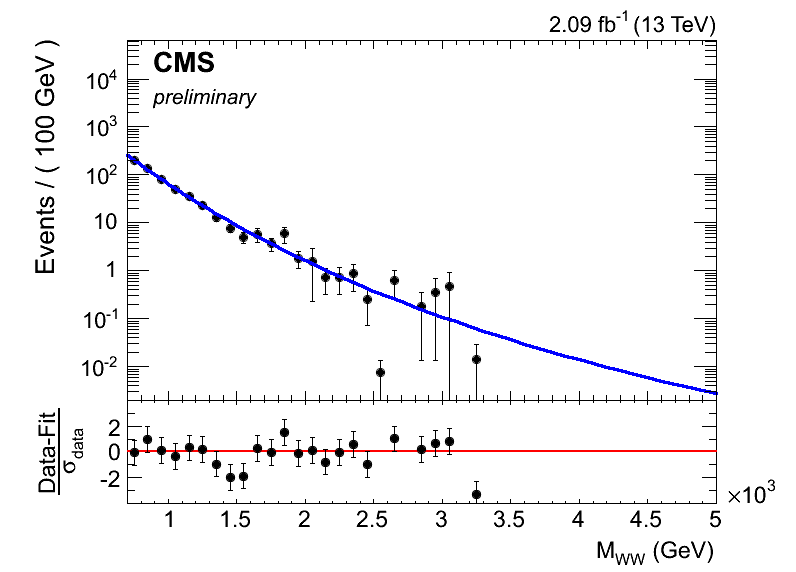 2.09 fb⁻¹ (13 TeV)
CMS
preliminary
Events / ( 100 GeV )
10⁴
10³
10²
10
1
10⁻¹
10⁻²
Data-Fit
σdata
2
0
-2
1 1.5 2 2.5 3 3.5 4 4.5 5
×10³
M_WW (GeV)